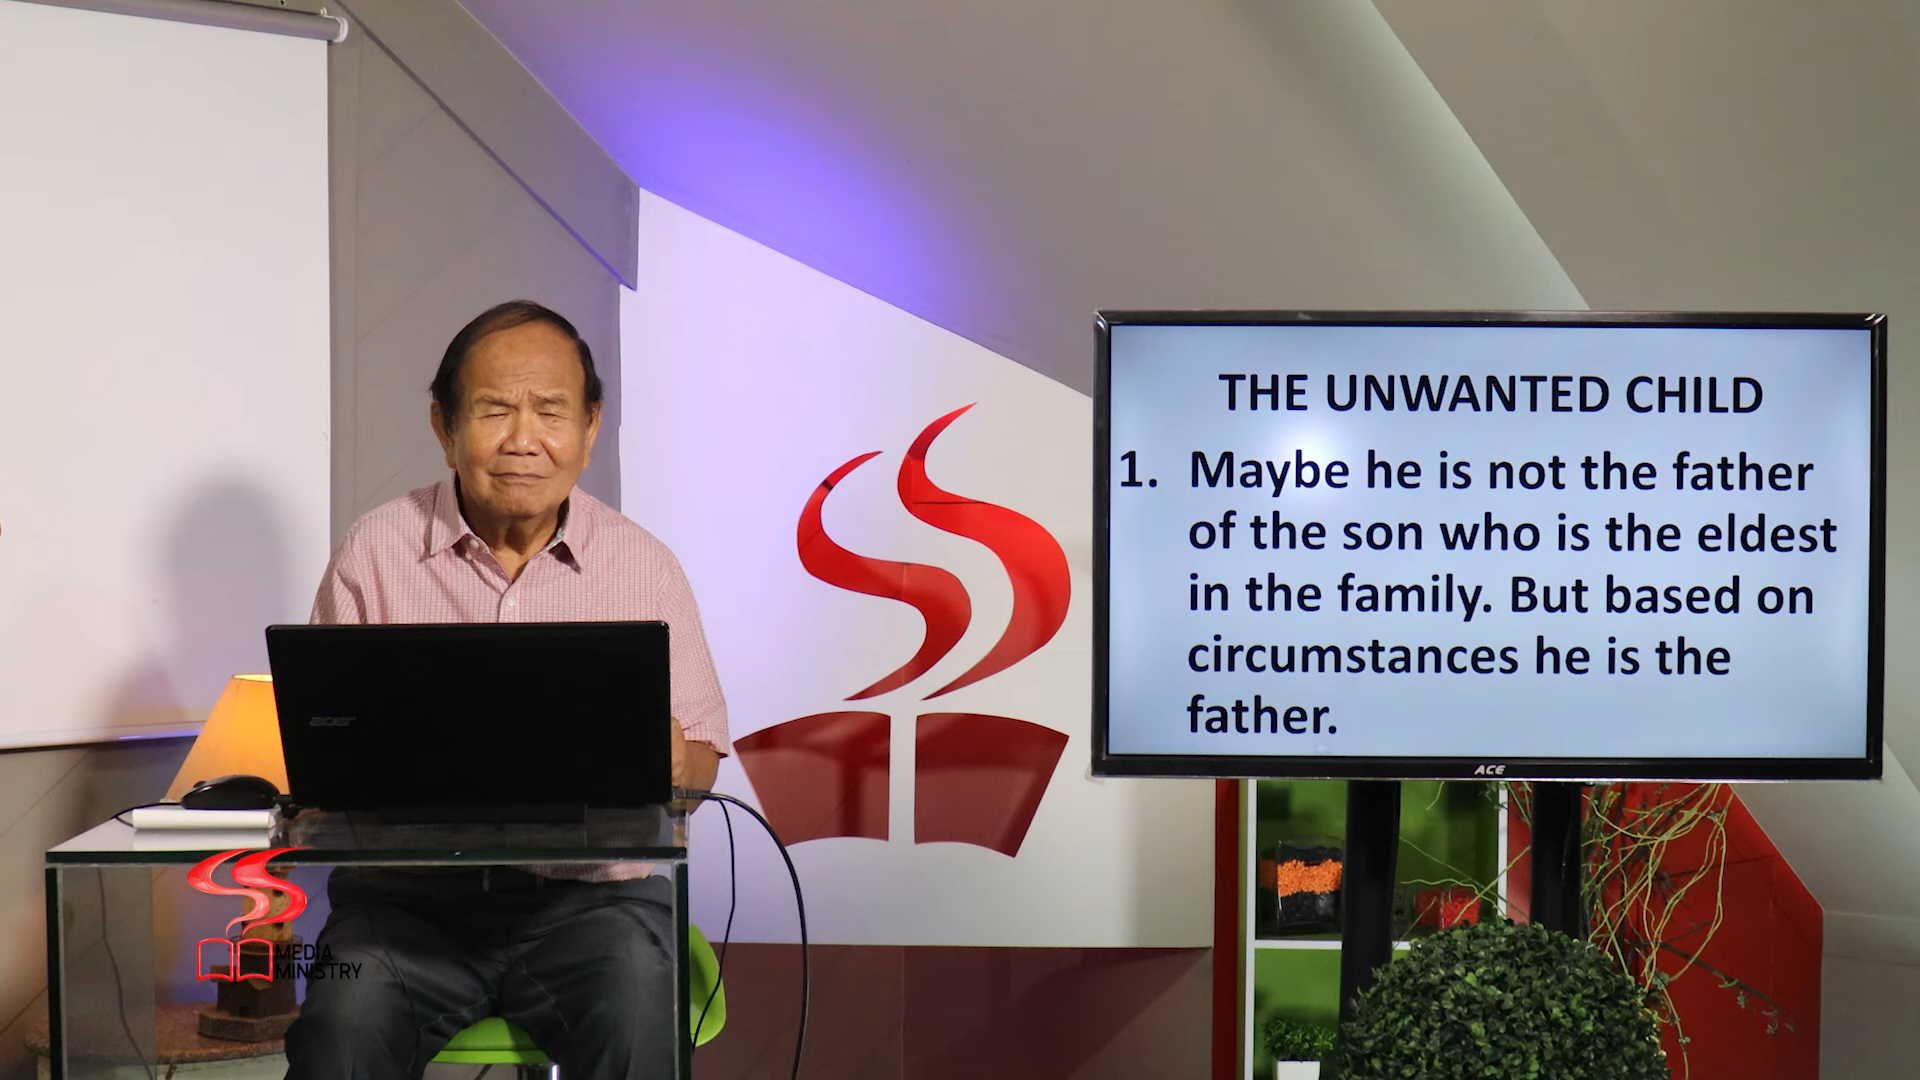 THE UNWANTED CHILD
1. Maybe he is not the father
of the son who is the eldest
in the family. But based on
circumstances he is the
father.
ACE
acer
MEDIA
MINISTRY